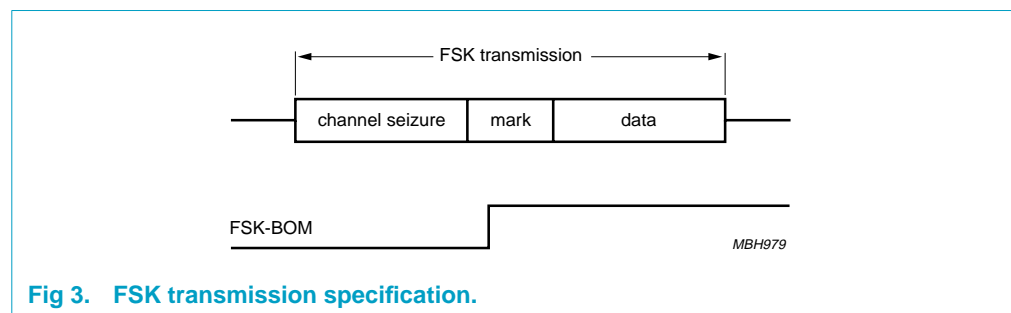 FSK transmission
channel seizure mark data
FSK-BOM
MBH979
Fig 3. FSK transmission specification.